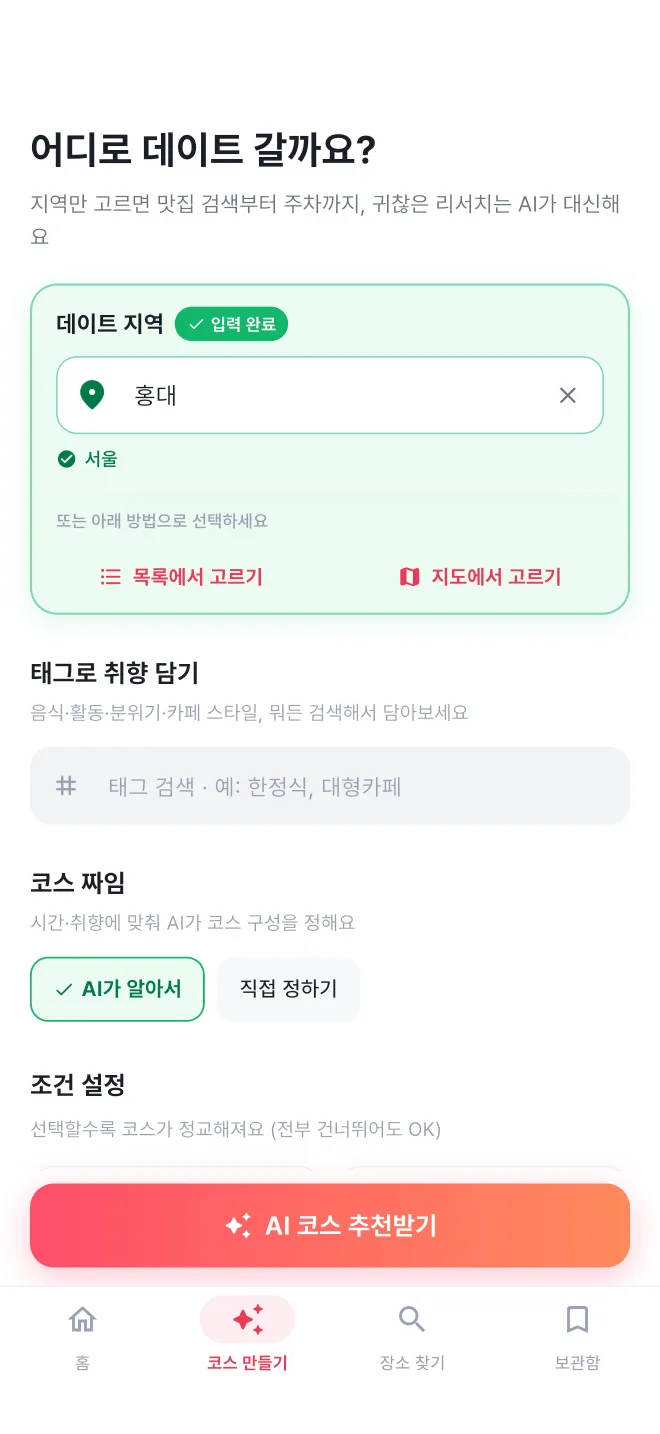 어디로 데이트 갈까요?
지역만 고르면 맛집 검색부터 주차까지, 귀찮은 리서치는 AI가 대신해
요
데이트 지역 입력 완료
홍대
서울
또는 아래 방법으로 선택하세요
목록에서 고르기 지도에서 고르기
태그로 취향 담기
음식·활동·분위기·카페 스타일, 뭐든 검색해서 담아보세요
태그 검색 · 예: 한정식, 대형카페
코스 짜임
시간·취향에 맞춰 AI가 코스 구성을 정해요
AI가 알아서 직접 정하기
조건 설정
선택할수록 코스가 정교해져요 (전부 건너뛰어도 OK)
AI 코스 추천받기
홈 코스 만들기 장소 찾기 보관함